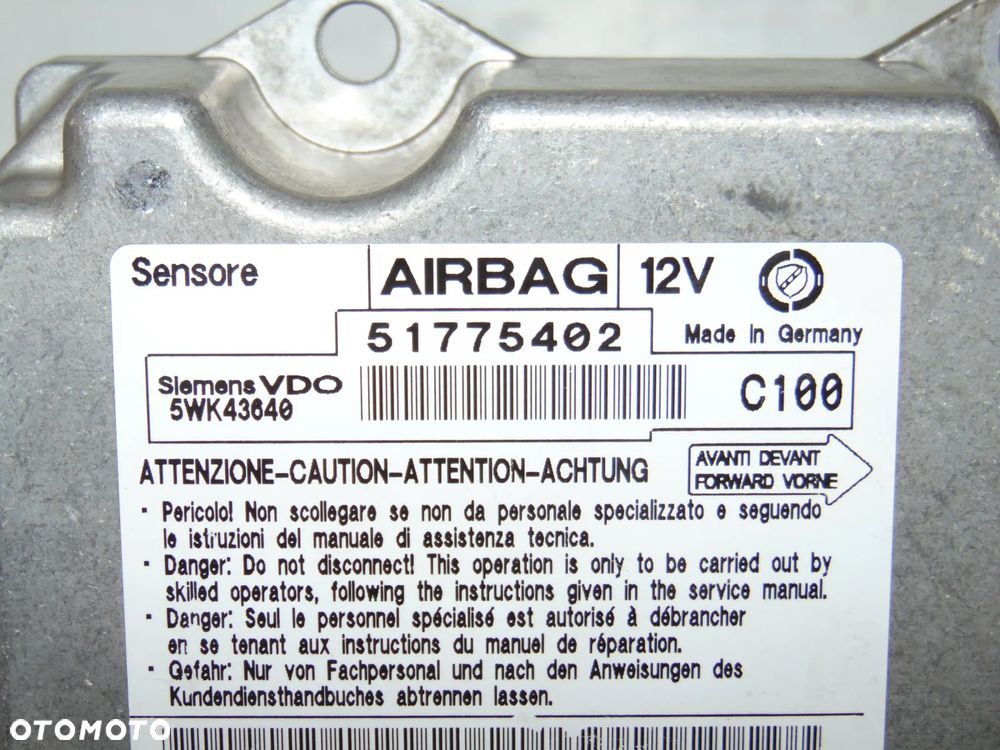 Sensore AIRBAG 12V
51775402 Made In Germany
Siemens VDO
5WK43640 C100
ATTENZIONE-CAUTION-ATTENTION-ACHTUNG
AVANTI DEVANT
FORWARD VORNE
· Pericolo! Non scollegare se non da personale specializzato e seguendo
le istruzioni del manuale di assistenza tecnica.
· Danger: Do not disconnect! This operation is only to be carried out by
skilled operators, following the instructions given in the service manual.
· Danger: Seul le personnel spécialisé est autorisé à débrancher
en se tenant aux instructions du manuel de réparation.
· Gefahr: Nur von Fachpersonal und nach den Anweisungen des
Kundendiensthandbuches abtrennen lassen.
OTOMOTO